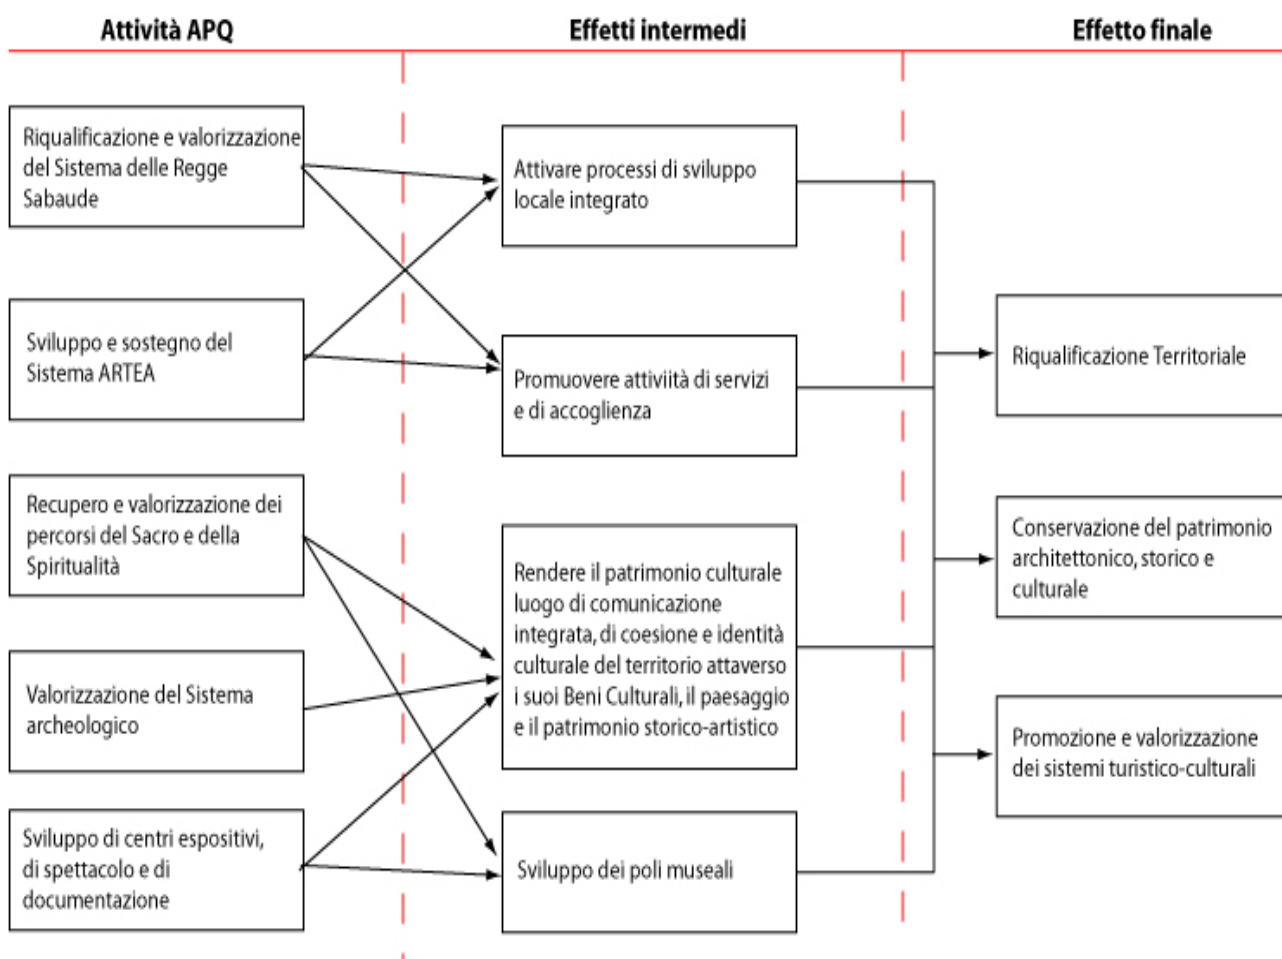 Attività APQ
Effetti intermedi
Effetto finale
Riqualificazione e valorizzazione
del Sistema delle Regge
Sabaude
Sviluppo e sostegno del
Sistema ARTEA
Recupero e valorizzazione dei
percorsi del Sacro e della
Spiritualità
Valorizzazione del Sistema
archeologico
Sviluppo di centri espositivi,
di spettacolo e di
documentazione
Attivare processi di sviluppo
locale integrato
Promuovere attiviità di servizi
e di accoglienza
Rendere il patrimonio culturale
luogo di comunicazione
integrata, di coesione e identità
culturale del territorio attaverso
i suoi Beni Culturali, il paesaggio
e il patrimonio storico-artistico
Sviluppo dei poli museali
Riqualificazione Territoriale
Conservazione del patrimonio
architettonico, storico e
culturale
Promozione e valorizzazione
dei sistemi turistico-culturali